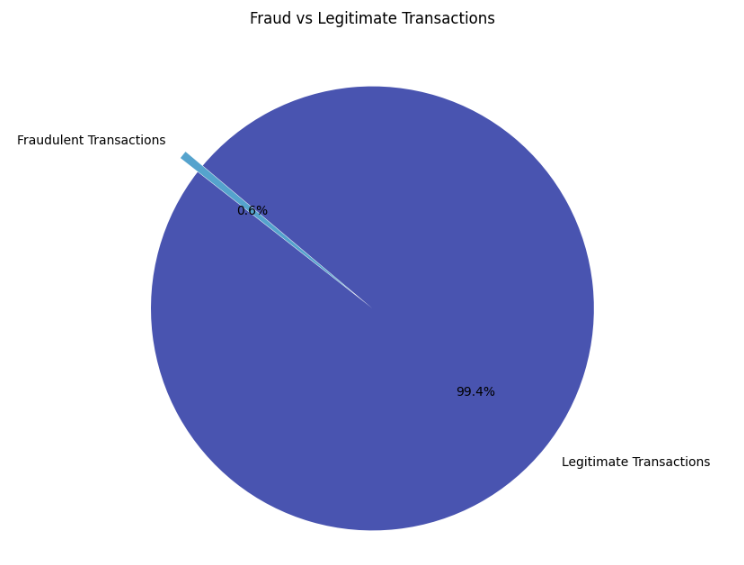 Fraud vs Legitimate Transactions
Fraudulent Transactions
0.6%
99.4%
Legitimate Transactions